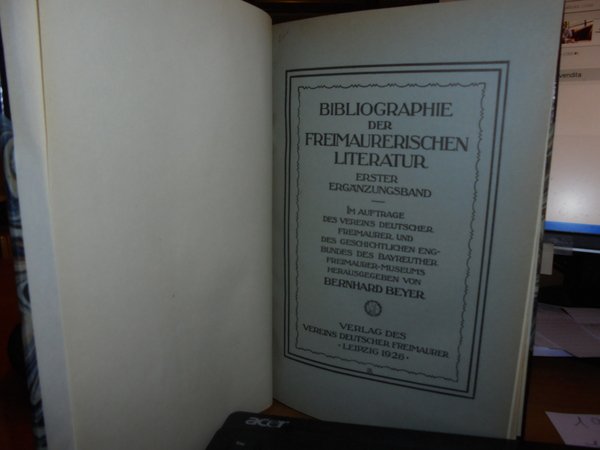 BIBLIOGRAPHIE
DER
FREIMAURERISCHEN
LITERATUR
ERSTER
ERGÄNZUNGSBAND
IM AUFTRAGE
DES VEREINS DEUTSCHER
FREIMAURER UND
DES GESCHICHTLICHEN ENG-
BUNDES DES BAYREUTHER
FREIMAURER-MUSEUMS
HERAUSGEGEBEN VON
BERNHARD BEYER
VERLAG DES
VEREINS DEUTSCHER FREIMAURER
· LEIPZIG 1926 ·
acer
vendita